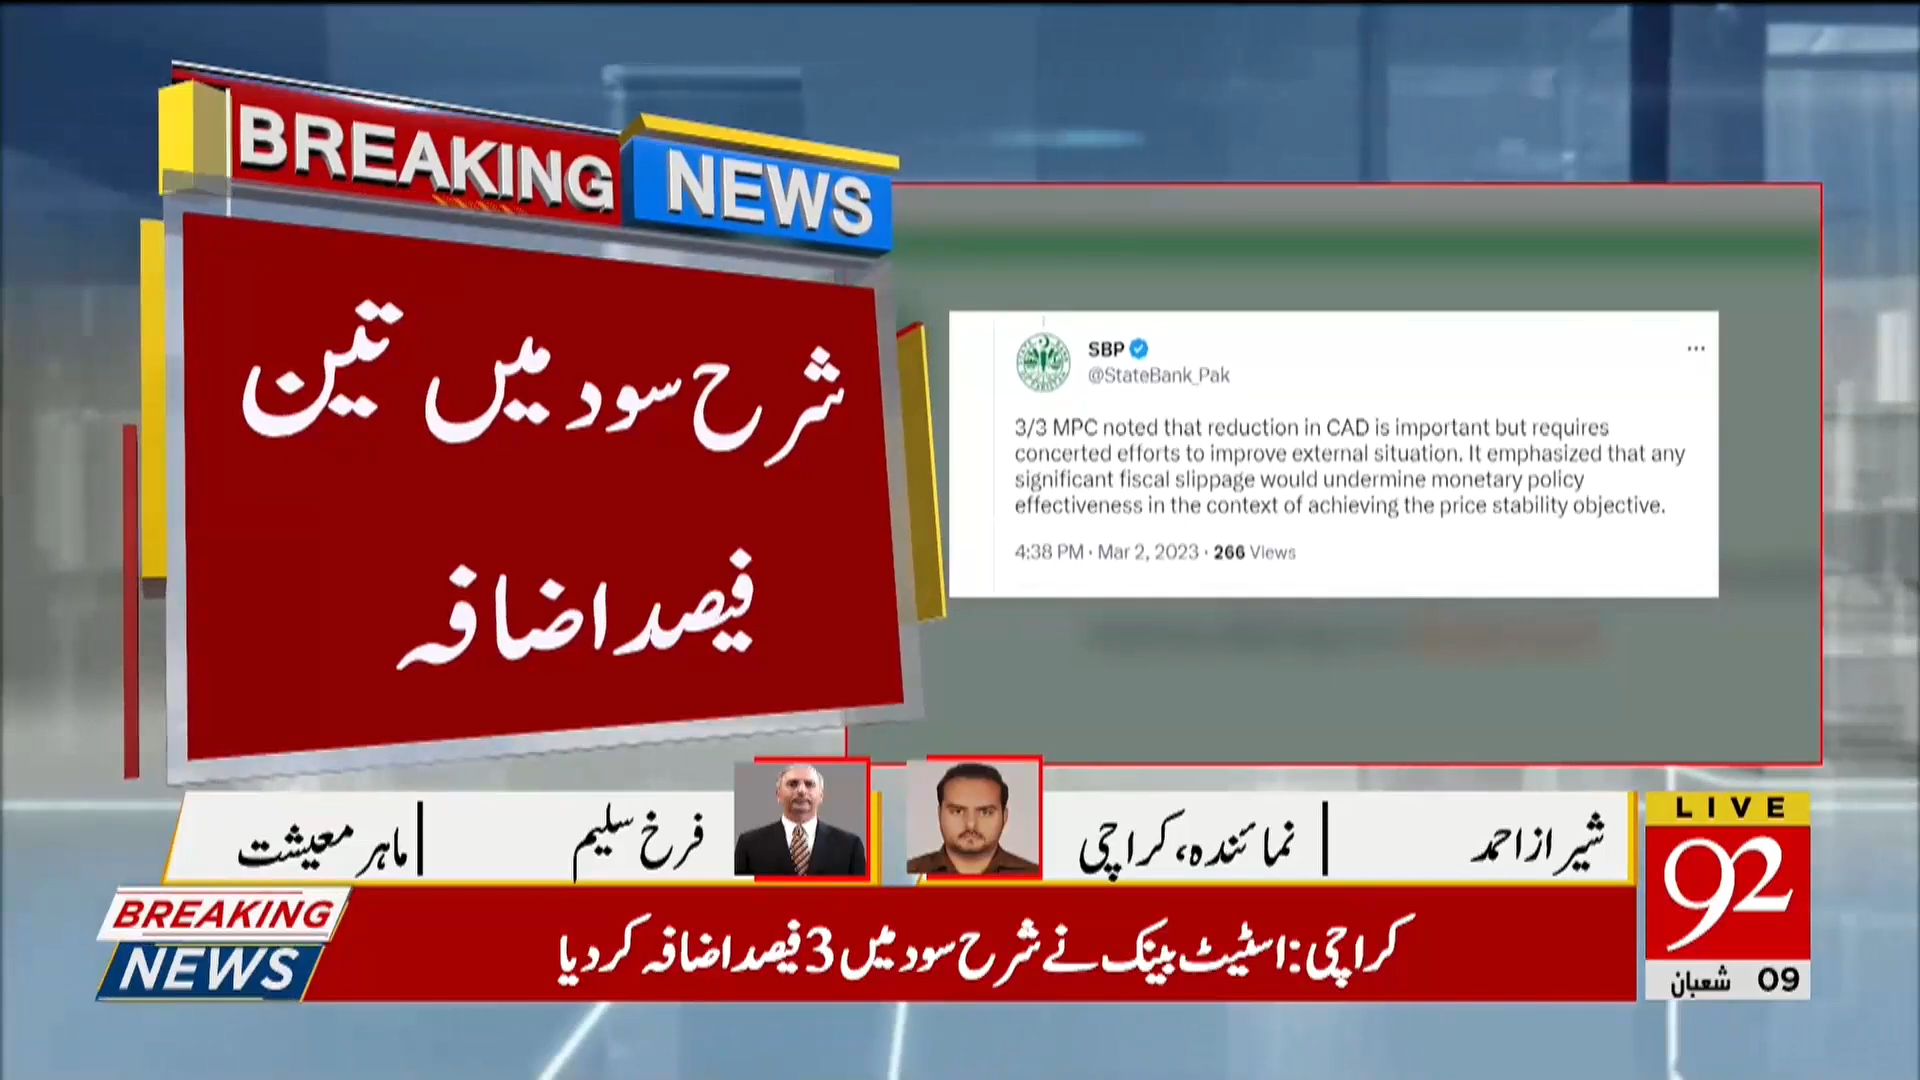 BREAKING NEWS
شرح سود میں تین
فیصد اضافہ
SBP
@StateBank_Pak
3/3 MPC noted that reduction in CAD is important but requires
concerted efforts to improve external situation. It emphasized that any
significant fiscal slippage would undermine monetary policy
effectiveness in the context of achieving the price stability objective.
4:38 PM · Mar 2, 2023 · 266 Views
شیراز احمد | نمائندہ، کراچی
فرخ سلیم | ماہر معیشت
LIVE
92
09 شعبان
BREAKING
NEWS
کراچی: اسٹیٹ بینک نے شرح سود میں 3 فیصد اضافہ کر دیا